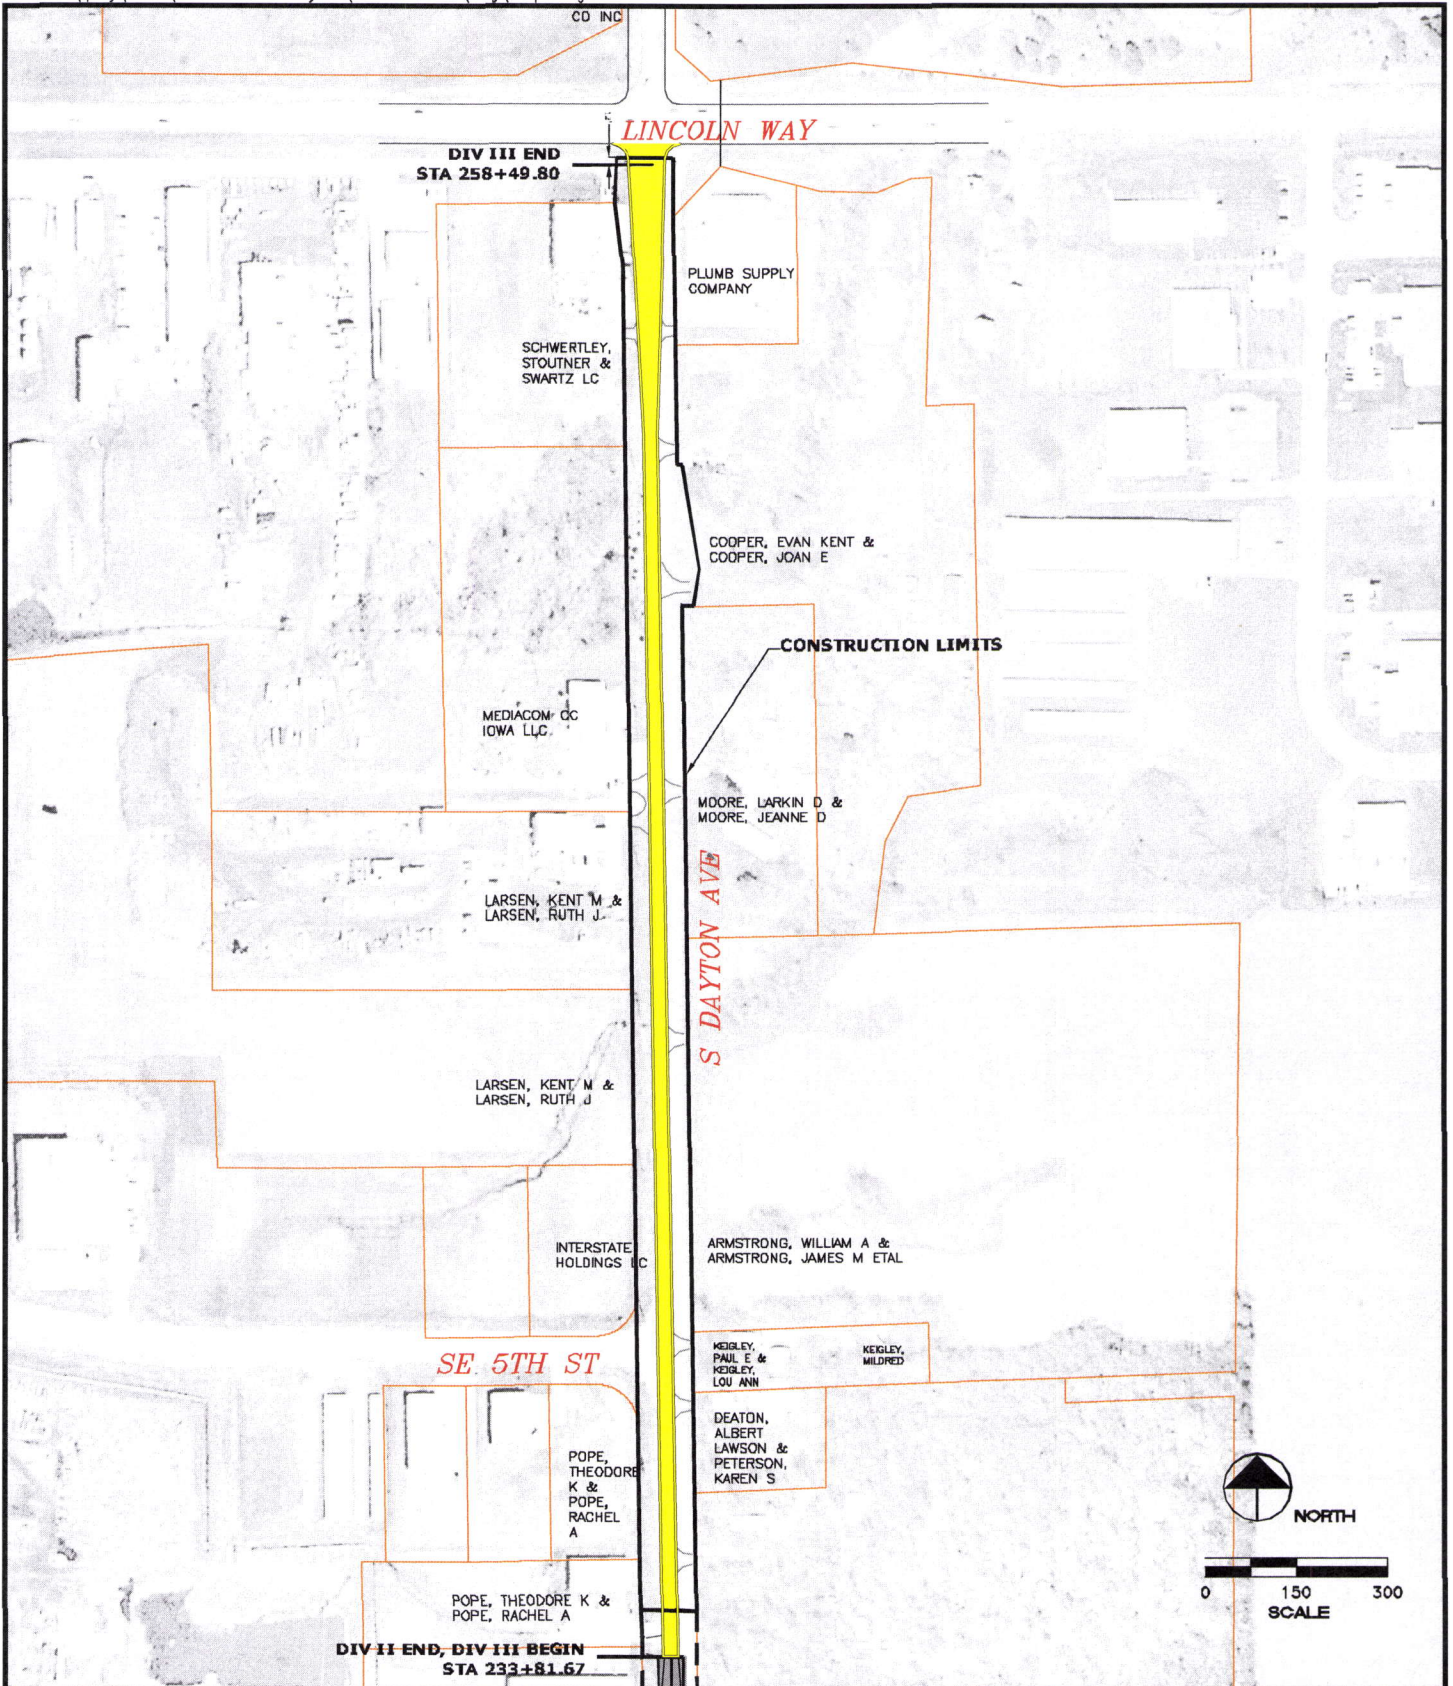 CO INC
LINCOLN WAY
DIV III END
STA 258+49.80
PLUMB SUPPLY
COMPANY
SCHWERTLEY,
STOUTNER &
SWARTZ LC
COOPER, EVAN KENT &
COOPER, JOAN E
CONSTRUCTION LIMITS
MEDIACOM CC
IOWA LLC
MOORE, LARKIN D &
MOORE, JEANNE D
S DAYTON AVE
LARSEN, KENT M &
LARSEN, RUTH J
LARSEN, KENT M &
LARSEN, RUTH J
INTERSTATE
HOLDINGS LC
ARMSTRONG, WILLIAM A &
ARMSTRONG, JAMES M ETAL
SE 5TH ST
KEIGLEY,
PAUL E &
KEIGLEY,
LOU ANN
KEIGLEY,
MILDRED
DEATON,
ALBERT
LAWSON &
PETERSON,
KAREN S
POPE,
THEODORE
K &
POPE,
RACHEL
A
NORTH
0 150 300
SCALE
POPE, THEODORE K &
POPE, RACHEL A
DIV II END, DIV III BEGIN
STA 233+81.67